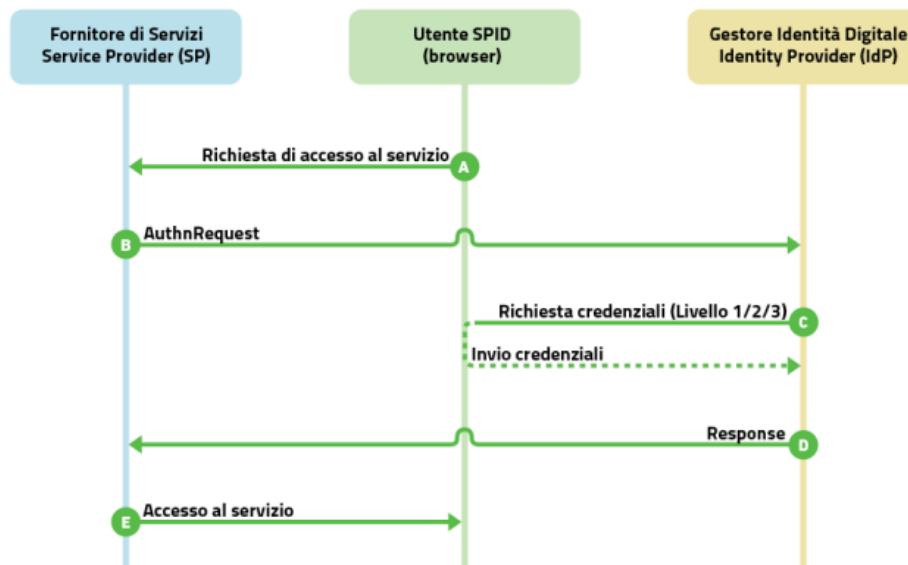 Fornitore di Servizi
Service Provider (SP)
Utente SPID
(browser)
Gestore Identità Digitale
Identity Provider (IdP)
Richiesta di accesso al servizio
A
B
AuthnRequest
Richiesta credenziali (Livello 1/2/3)
C
Invio credenziali
Response
D
Accesso al servizio
E